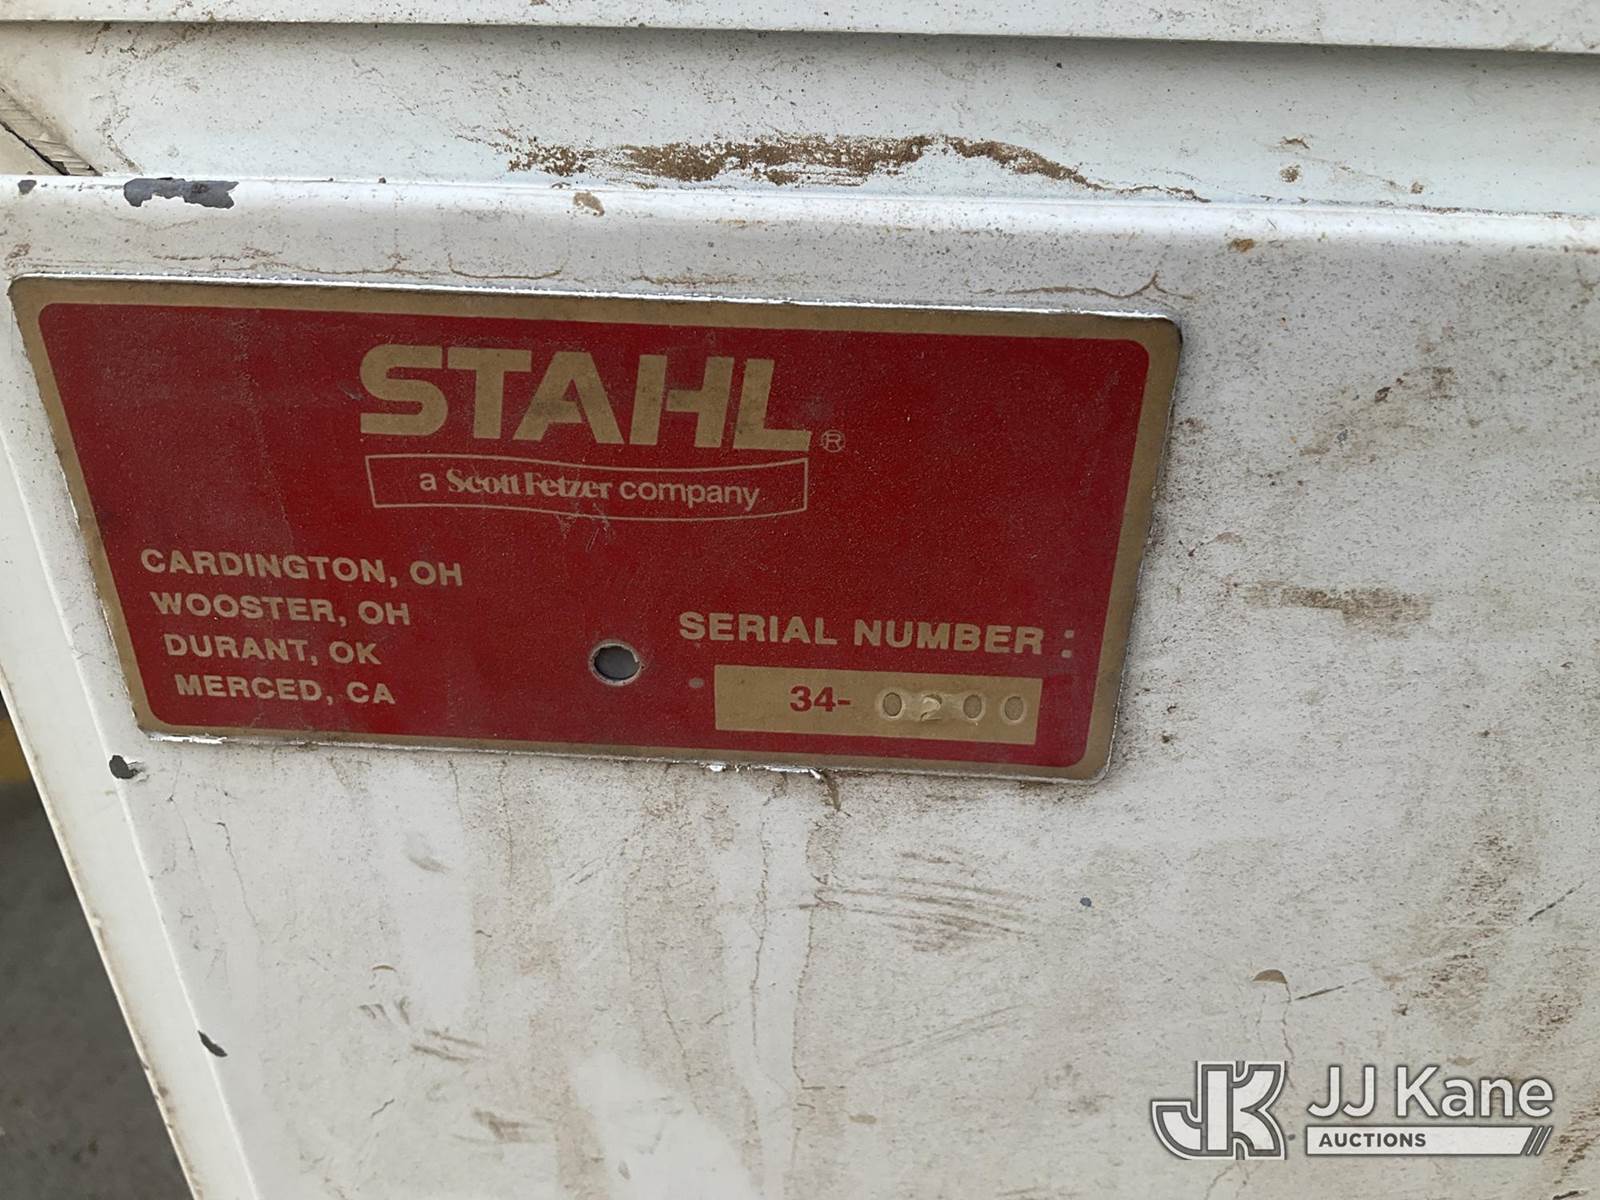 STAHL®
a Scott Fetzer company
CARDINGTON, OH
WOOSTER, OH
DURANT, OK
MERCED, CA
SERIAL NUMBER :
34- 0200
JK JJ Kane
AUCTIONS